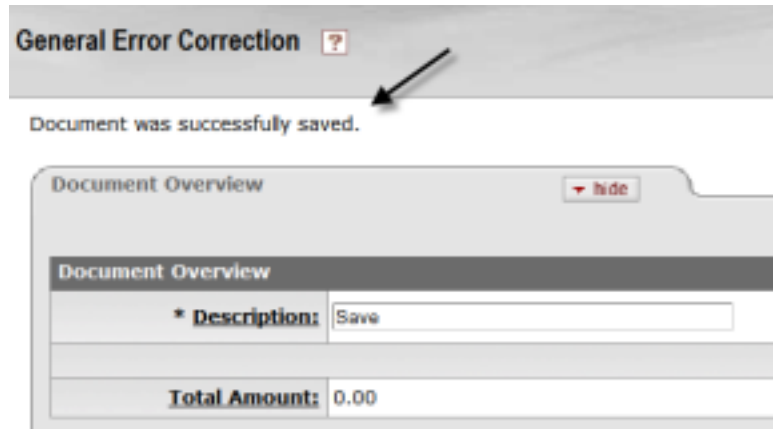 General Error Correction ?
Document was successfully saved.
Document Overview
hide
Document Overview
* Description: Save
Total Amount: 0.00